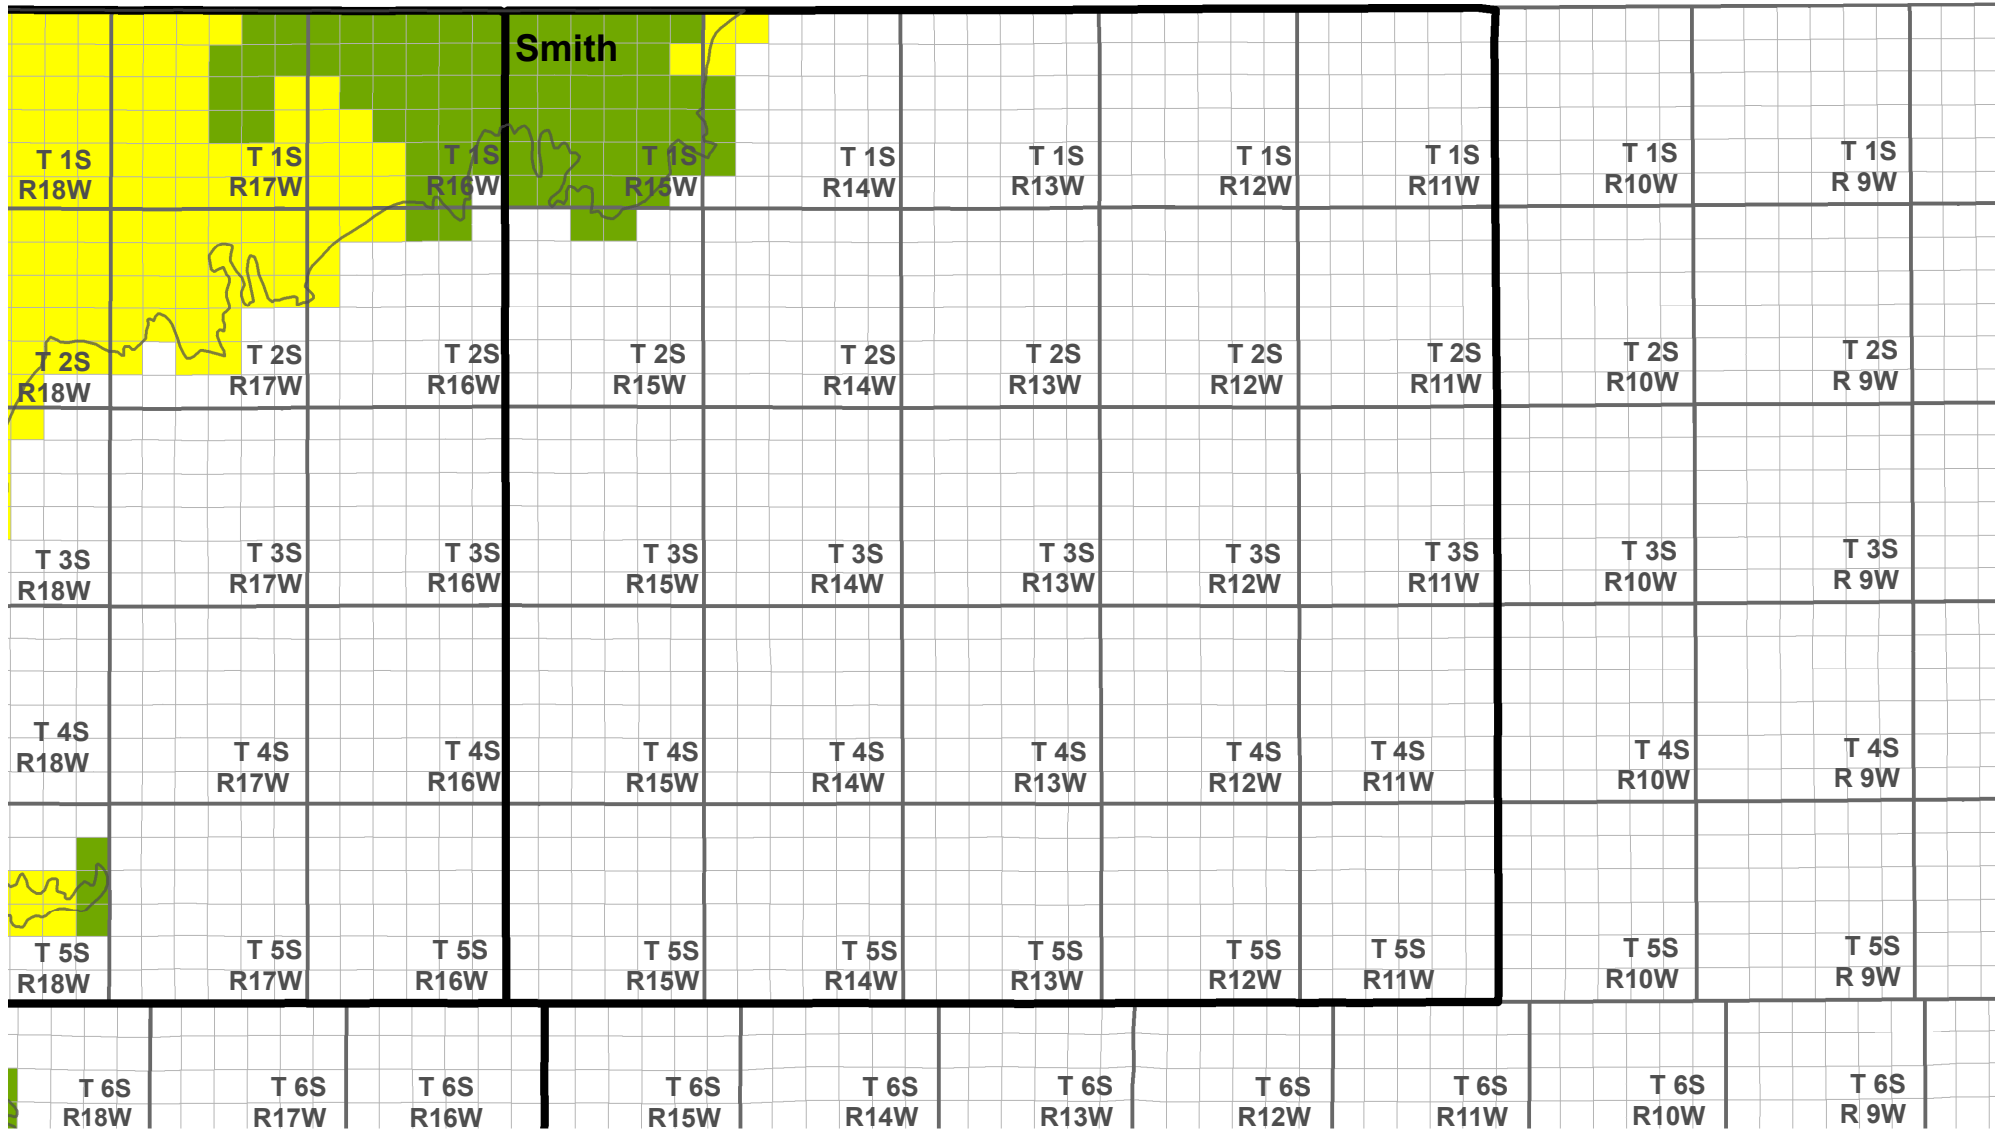 Smith
T 1S
R18W
T 1S
R17W
T 1S
R16W
T 1S
R15W
T 1S
R14W
T 1S
R13W
T 1S
R12W
T 1S
R11W
T 1S
R10W
T 1S
R 9W
T 2S
R18W
T 2S
R17W
T 2S
R16W
T 2S
R15W
T 2S
R14W
T 2S
R13W
T 2S
R12W
T 2S
R11W
T 2S
R10W
T 2S
R 9W
T 3S
R18W
T 3S
R17W
T 3S
R16W
T 3S
R15W
T 3S
R14W
T 3S
R13W
T 3S
R12W
T 3S
R11W
T 3S
R10W
T 3S
R 9W
T 4S
R18W
T 4S
R17W
T 4S
R16W
T 4S
R15W
T 4S
R14W
T 4S
R13W
T 4S
R12W
T 4S
R11W
T 4S
R10W
T 4S
R 9W
T 5S
R18W
T 5S
R17W
T 5S
R16W
T 5S
R15W
T 5S
R14W
T 5S
R13W
T 5S
R12W
T 5S
R11W
T 5S
R10W
T 5S
R 9W
T 6S
R18W
T 6S
R17W
T 6S
R16W
T 6S
R15W
T 6S
R14W
T 6S
R13W
T 6S
R12W
T 6S
R11W
T 6S
R10W
T 6S
R 9W